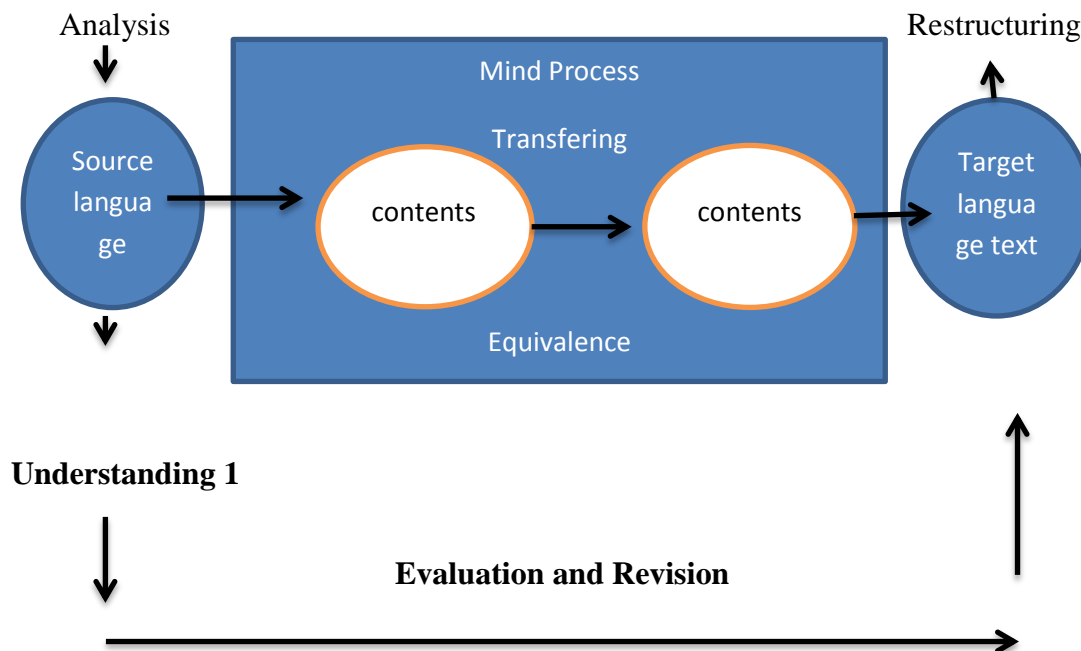 Analysis
Restructuring
Mind Process
Transfering
Source
langua
ge
contents
contents
Target
langua
ge text
Equivalence
Understanding 1
Evaluation and Revision